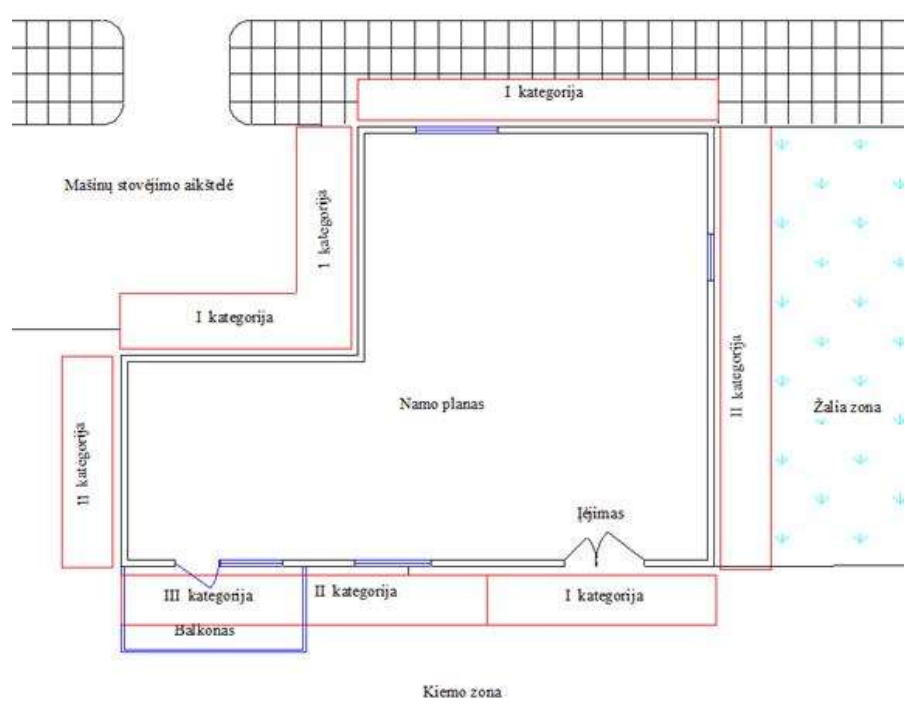 I kategorija
Mašinų stovėjimo aikštelė
I kategorija
I kategorija
II kategorija
Namo planas
Žalia zona
II kategorija
Įėjimas
III kategorija
II kategorija
I kategorija
Balkonas
Kiemo zona